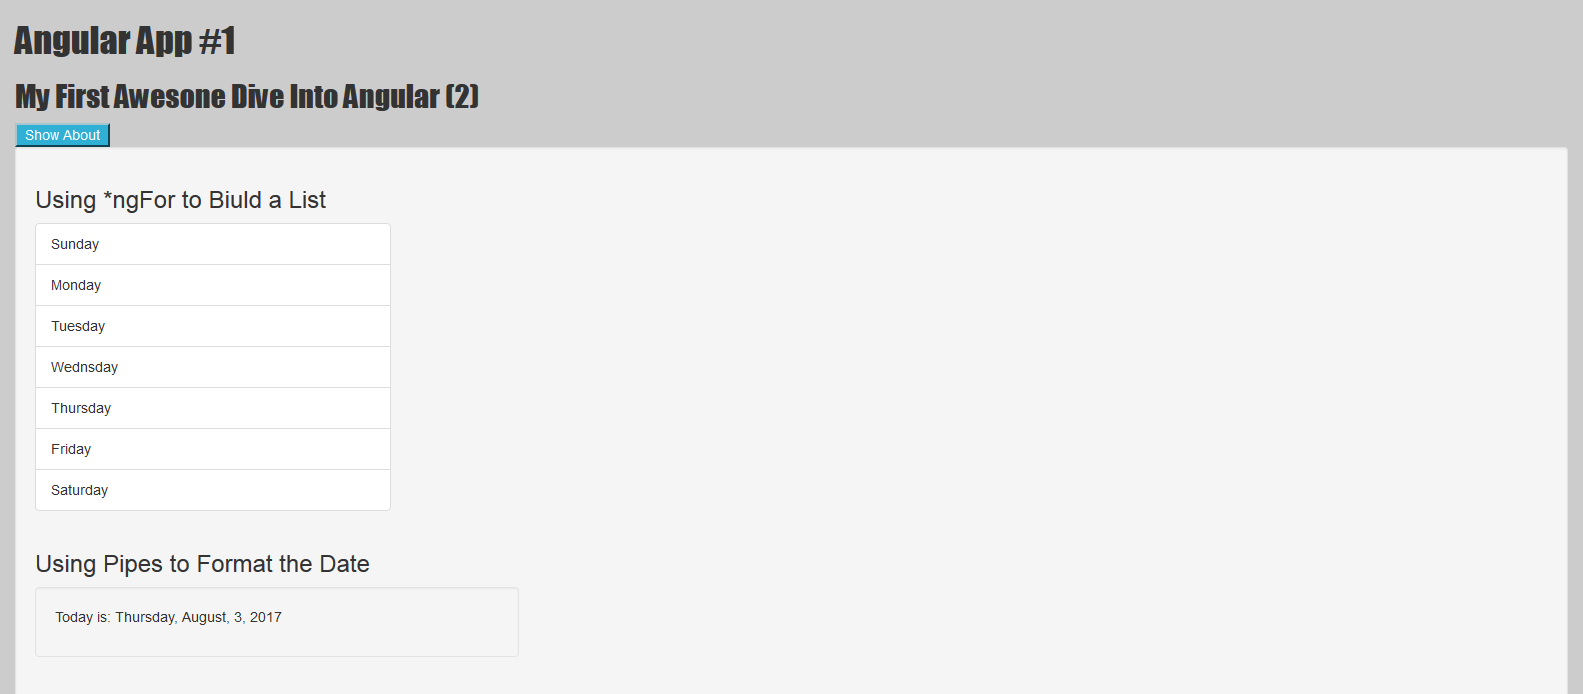 Angular App #1
My First Awesone Dive Into Angular (2)
Show About
Using *ngFor to Biuld a List
Sunday
Monday
Tuesday
Wednsday
Thursday
Friday
Saturday
Using Pipes to Format the Date
Today is: Thursday, August, 3, 2017